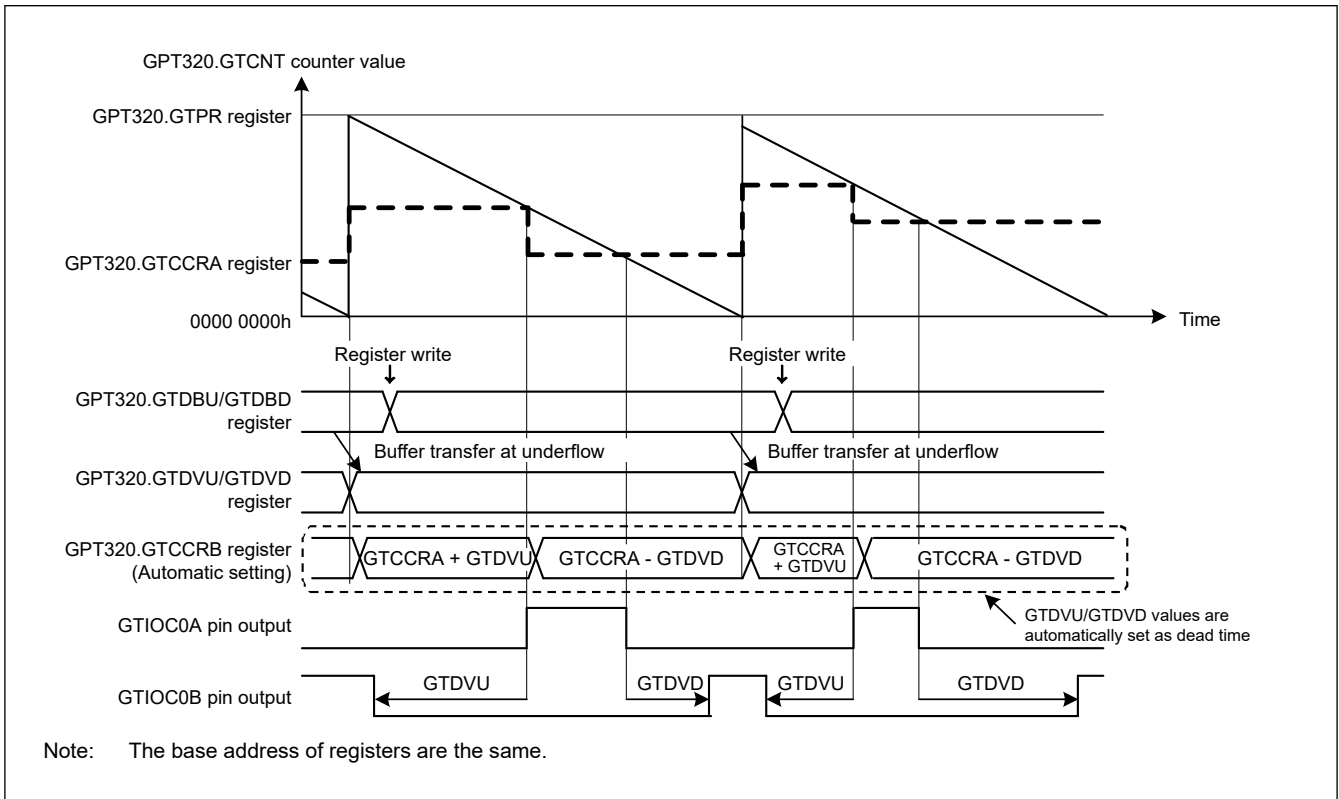 GPT320.GTCNT counter value
GPT320.GTPR register
GPT320.GTCCRA register
0000 0000h
Time
Register write
Register write
GPT320.GTDBU/GTDBD
register
Buffer transfer at underflow
Buffer transfer at underflow
GPT320.GTDVU/GTDVD
register
GPT320.GTCCRB register
(Automatic setting)
GTCCRA + GTDVU
GTCCRA - GTDVD
GTCCRA
+ GTDVU
GTCCRA - GTDVD
GTDVU/GTDVD values are
automatically set as dead time
GTIOC0A pin output
GTIOC0B pin output
GTDVU
GTDVD
GTDVU
GTDVD
Note: The base address of registers are the same.